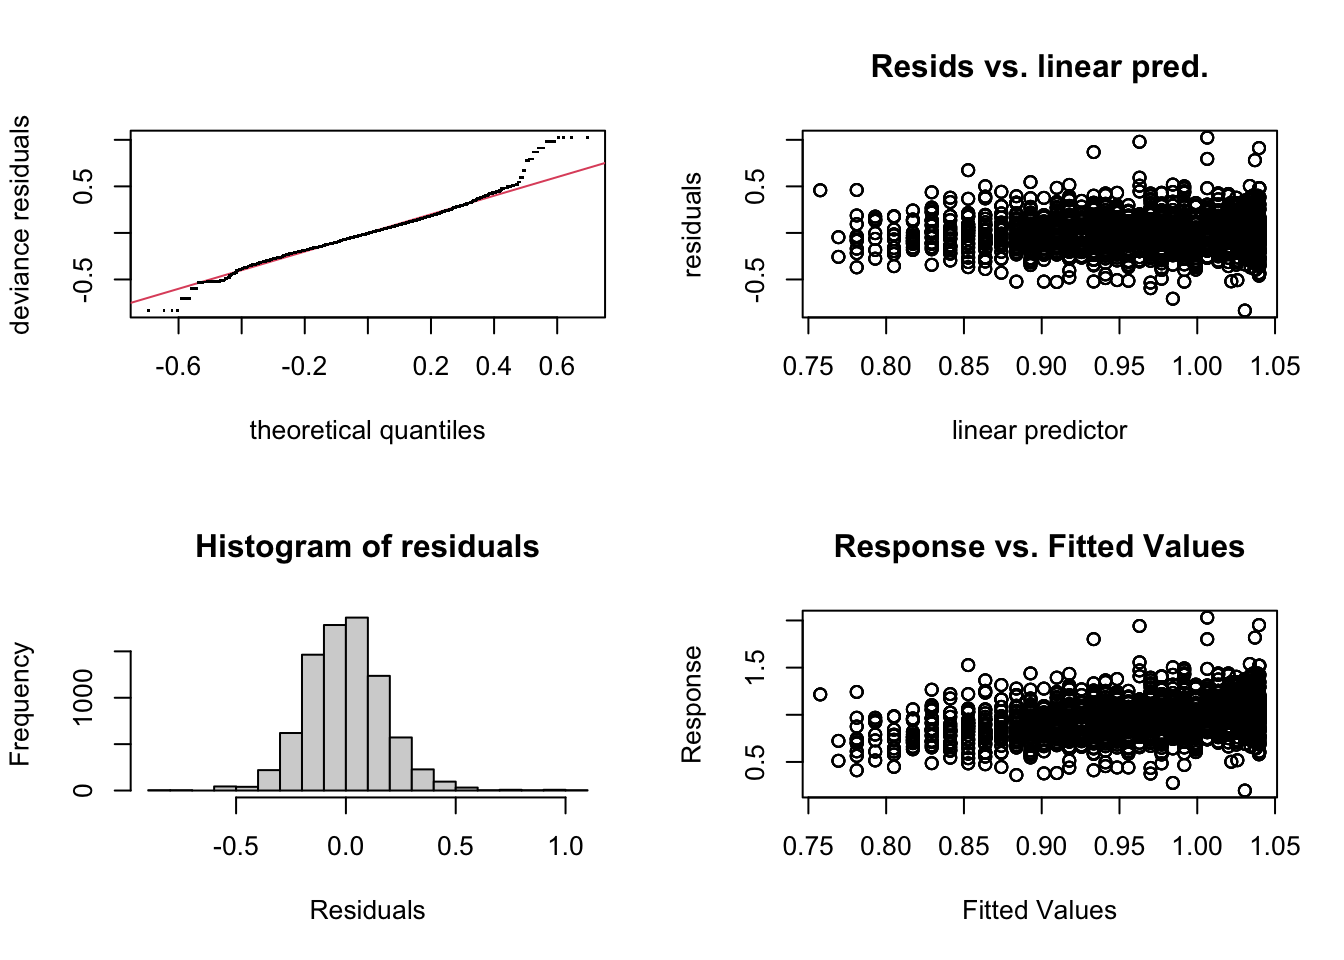 deviance residuals
-0.5 0.5
-0.6 -0.2 0.2 0.4 0.6
theoretical quantiles
Resids vs. linear pred.
residuals
-0.5 0.5
0.75 0.80 0.85 0.90 0.95 1.00 1.05
linear predictor
Histogram of residuals
Frequency
0 1000
-0.5 0.0 0.5 1.0
Residuals
Response vs. Fitted Values
Response
0.5 1.5
0.75 0.80 0.85 0.90 0.95 1.00 1.05
Fitted Values